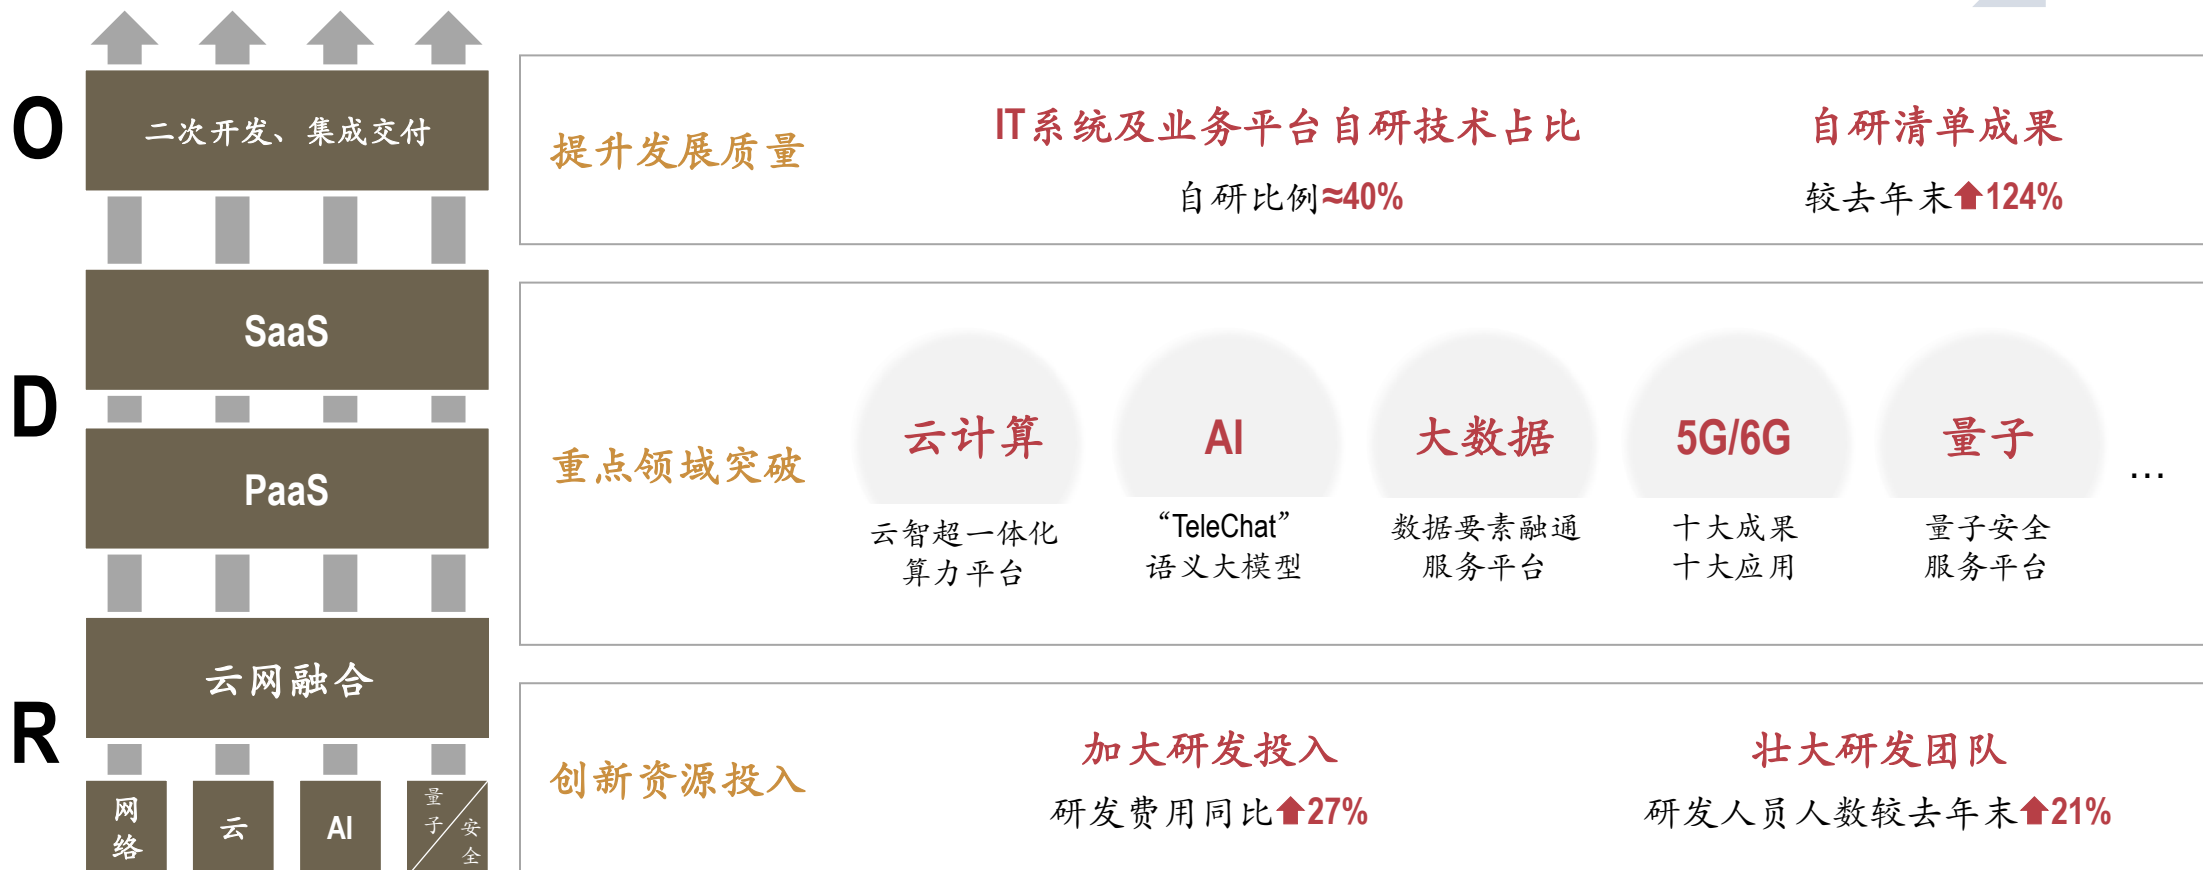 O
二次开发、集成交付
提升发展质量
IT系统及业务平台自研技术占比
自研比例≈40%
自研清单成果
较去年末⬆124%
D
SaaS
PaaS
重点领域突破
云计算
云智超一体化
算力平台
AI
“TeleChat”
语义大模型
大数据
数据要素融通
服务平台
5G/6G
十大成果
十大应用
量子
量子安全
服务平台
…
R
云网融合
网络
云
AI
量子/安全
创新资源投入
加大研发投入
研发费用同比⬆27%
壮大研发团队
研发人员人数较去年末⬆21%